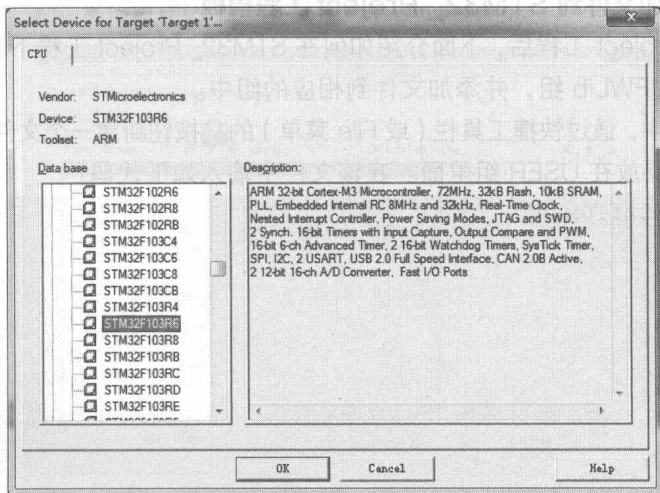 Select Device for Target 'Target 1'...
CPU
Vendor: STMicroelectronics
Device: STM32F103R6
Toolset: ARM
Data base
STM32F102R6
STM32F102R8
STM32F102RB
STM32F103C4
STM32F103C6
STM32F103C8
STM32F103CB
STM32F103R4
STM32F103R6
STM32F103R8
STM32F103RB
STM32F103RC
STM32F103RD
STM32F103RE
Description:
ARM 32-bit Cortex-M3 Microcontroller, 72MHz, 32kB Flash, 10kB SRAM,
PLL, Embedded Internal RC 8MHz and 32kHz, Real-Time Clock,
Nested Interrupt Controller, Power Saving Modes, JTAG and SWD,
2 Synch. 16-bit Timers with Input Capture, Output Compare and PWM,
16-bit 6-ch Advanced Timer, 2 16-bit Watchdog Timers, SysTick Timer,
SPI, I2C, 2 USART, USB 2.0 Full Speed Interface, CAN 2.0B Active,
2 12-bit 16-ch A/D Converter, Fast I/O Ports
OK
Cancel
Help